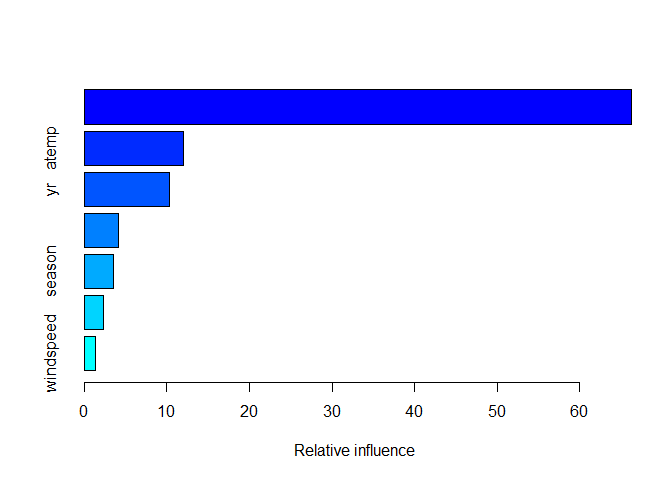 atemp
yr
season
windspeed
0 10 20 30 40 50 60
Relative influence